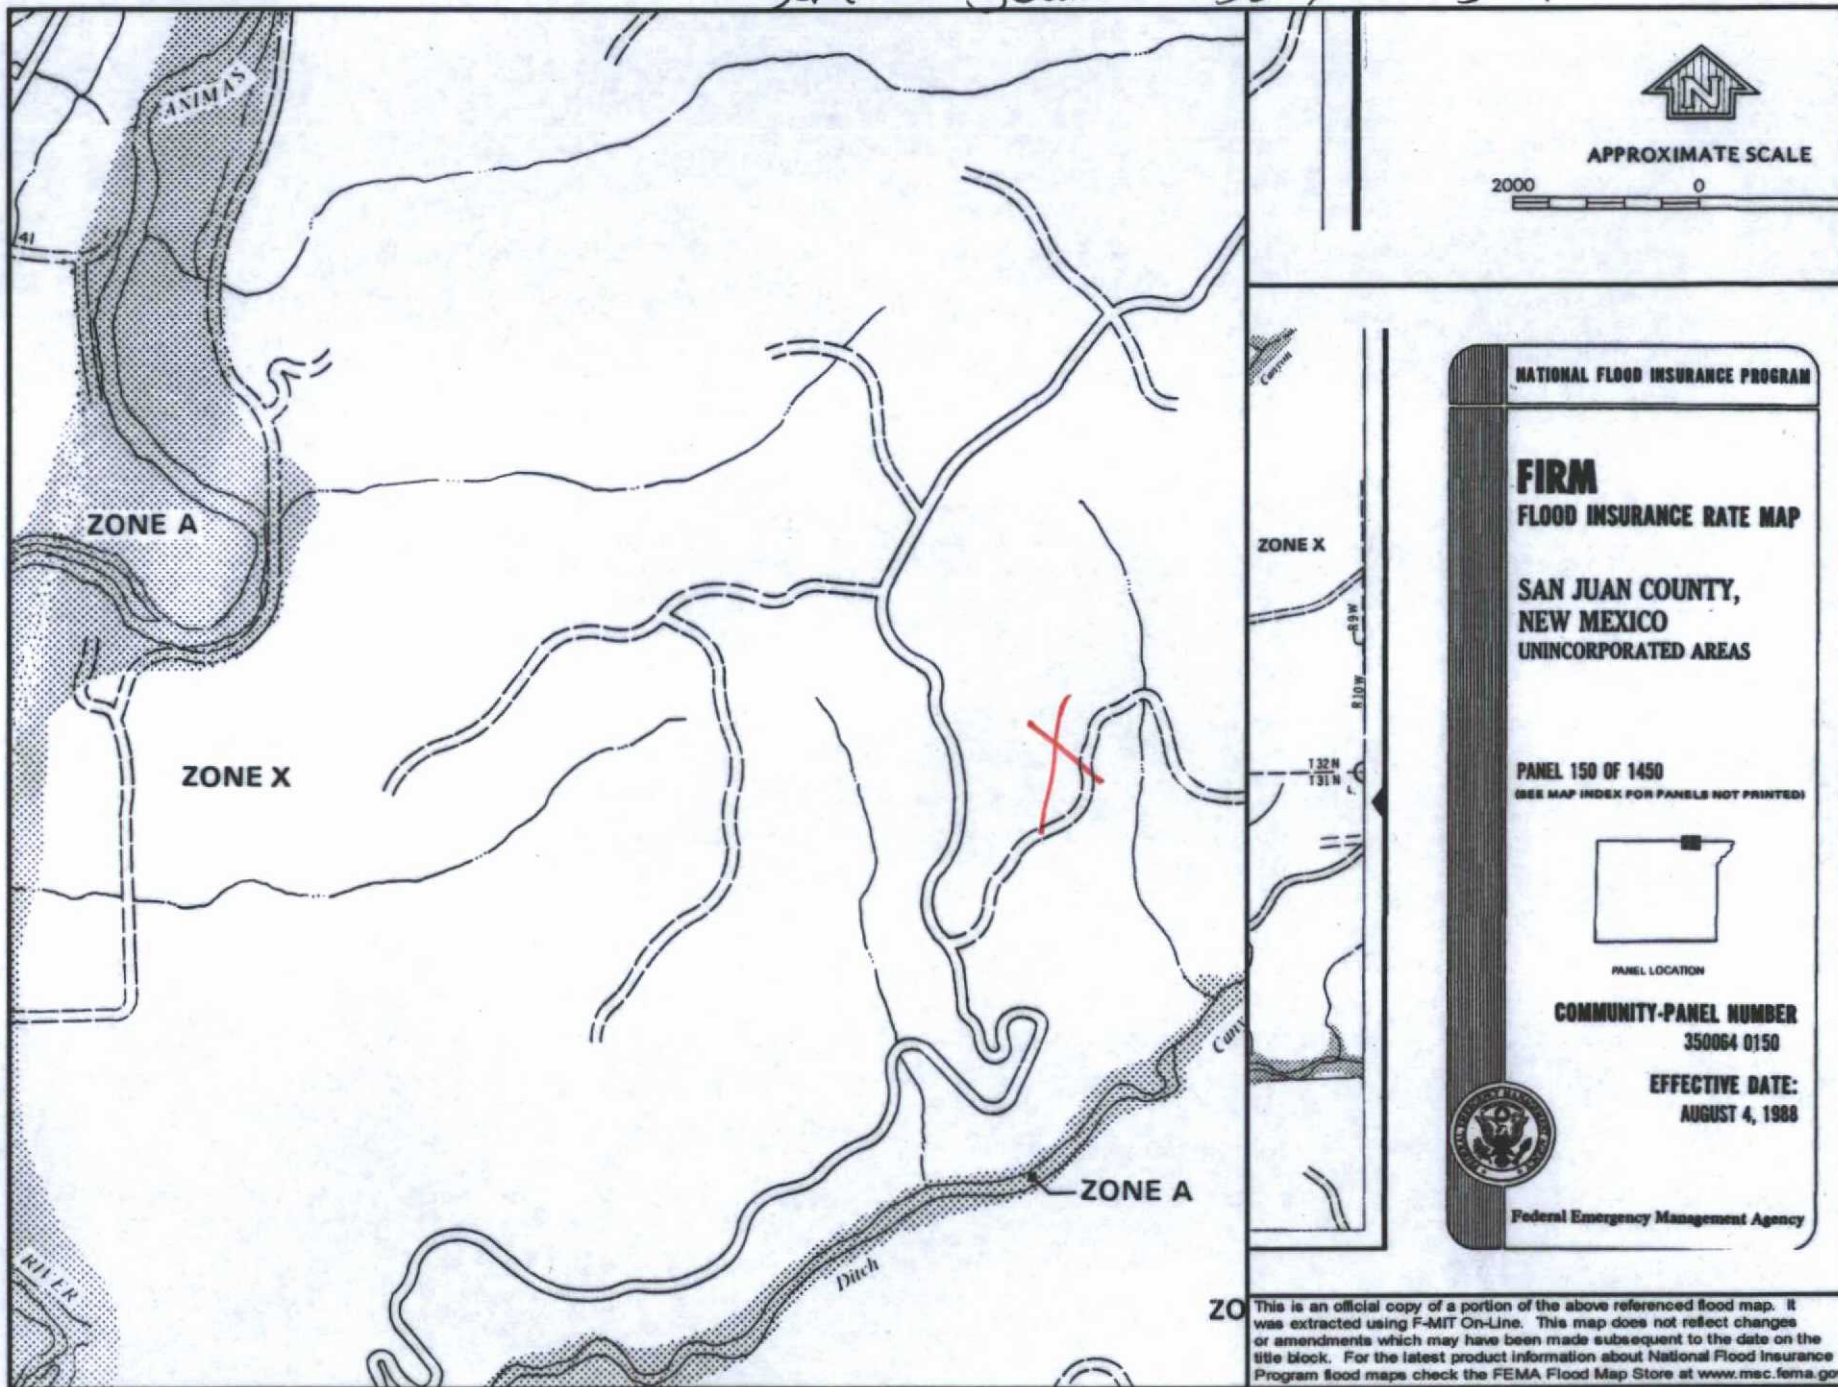 ANIMAS
41
ZONE A
ZONE X
ZONE A
Ditch
RIVER
ZO
APPROXIMATE SCALE
2000 0
Canyon
ZONE X
R9W
R10W
T32N
T31N
NATIONAL FLOOD INSURANCE PROGRAM
FIRM
FLOOD INSURANCE RATE MAP
SAN JUAN COUNTY,
NEW MEXICO
UNINCORPORATED AREAS
PANEL 150 OF 1450
(SEE MAP INDEX FOR PANELS NOT PRINTED)
PANEL LOCATION
COMMUNITY-PANEL NUMBER
350064 0150
EFFECTIVE DATE:
AUGUST 4, 1988
Federal Emergency Management Agency
This is an official copy of a portion of the above referenced flood map. It
was extracted using F-MIT On-Line. This map does not reflect changes
or amendments which may have been made subsequent to the date on the
title block. For the latest product information about National Flood Insurance
Program flood maps check the FEMA Flood Map Store at www.msc.fema.go